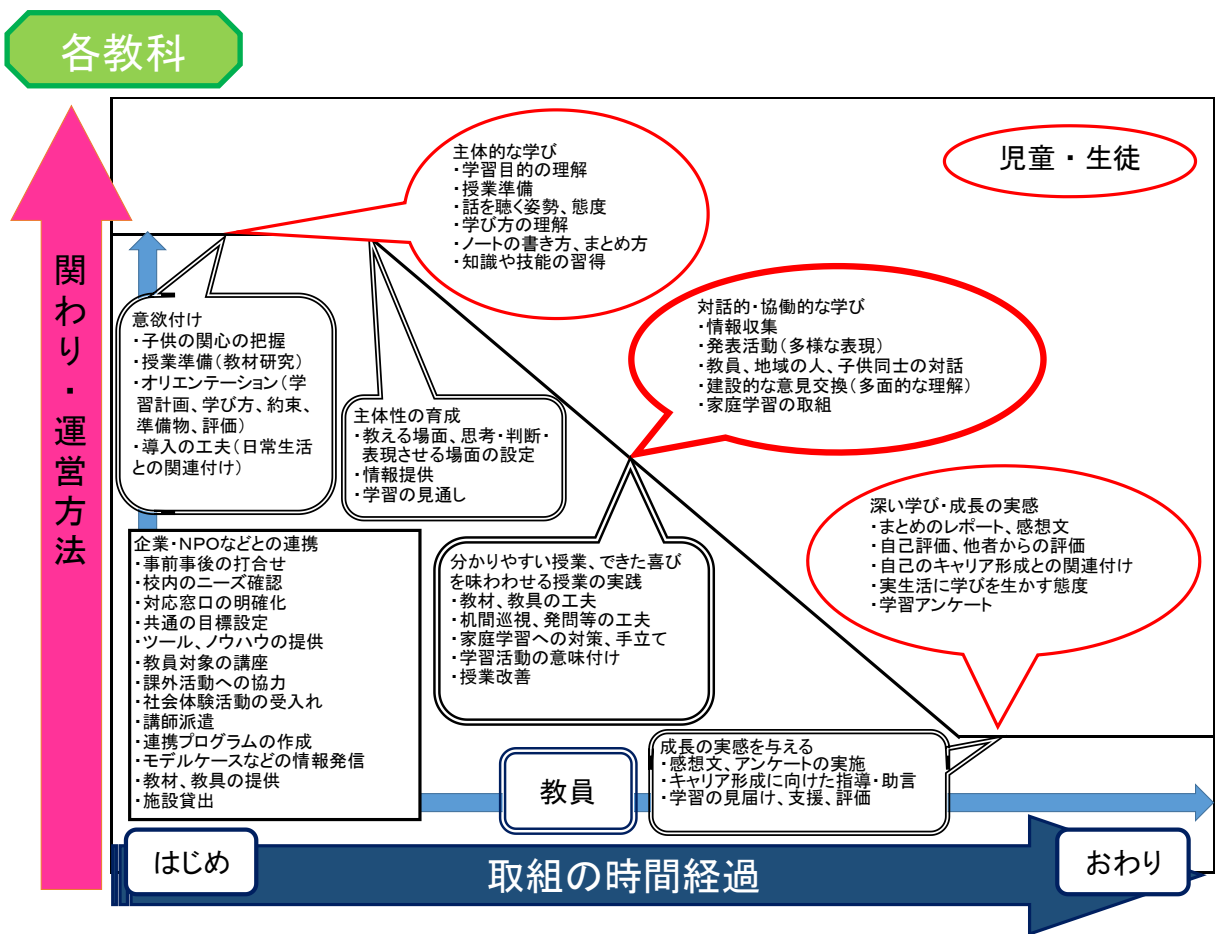 各教科
関わり・運営方法
児童・生徒
主体的な学び
・学習目的の理解
・授業準備
・話を聴く姿勢、態度
・学び方の理解
・ノートの書き方、まとめ方
・知識や技能の習得
意欲付け
・子供の関心の把握
・授業準備（教材研究）
・オリエンテーション（学
習計画、学び方、約束、
準備物、評価）
・導入の工夫（日常生活
との関連付け）
主体性の育成
・教える場面、思考・判断・
表現させる場面の設定
・情報提供
・学習の見通し
対話的・協働的な学び
・情報収集
・発表活動（多様な表現）
・教員、地域の人、子供同士の対話
・建設的な意見交換（多面的な理解）
・家庭学習の取組
企業・NPOなどとの連携
・事前事後の打合せ
・校内のニーズ確認
・対応窓口の明確化
・共通の目標設定
・ツール、ノウハウの提供
・教員対象の講座
・課外活動への協力
・社会体験活動の受入れ
・講師派遣
・連携プログラムの作成
・モデルケースなどの情報発信
・教材、教具の提供
・施設貸出
分かりやすい授業、できた喜び
を味わわせる授業の実践
・教材、教具の工夫
・机間巡視、発問等の工夫
・家庭学習への対策、手立て
・学習活動の意味付け
・授業改善
深い学び・成長の実感
・まとめのレポート、感想文
・自己評価、他者からの評価
・自己のキャリア形成との関連付け
・実生活に学びを生かす態度
・学習アンケート
教員
成長の実感を与える
・感想文、アンケートの実施
・キャリア形成に向けた指導・助言
・学習の見届け、支援、評価
はじめ
取組の時間経過
おわり